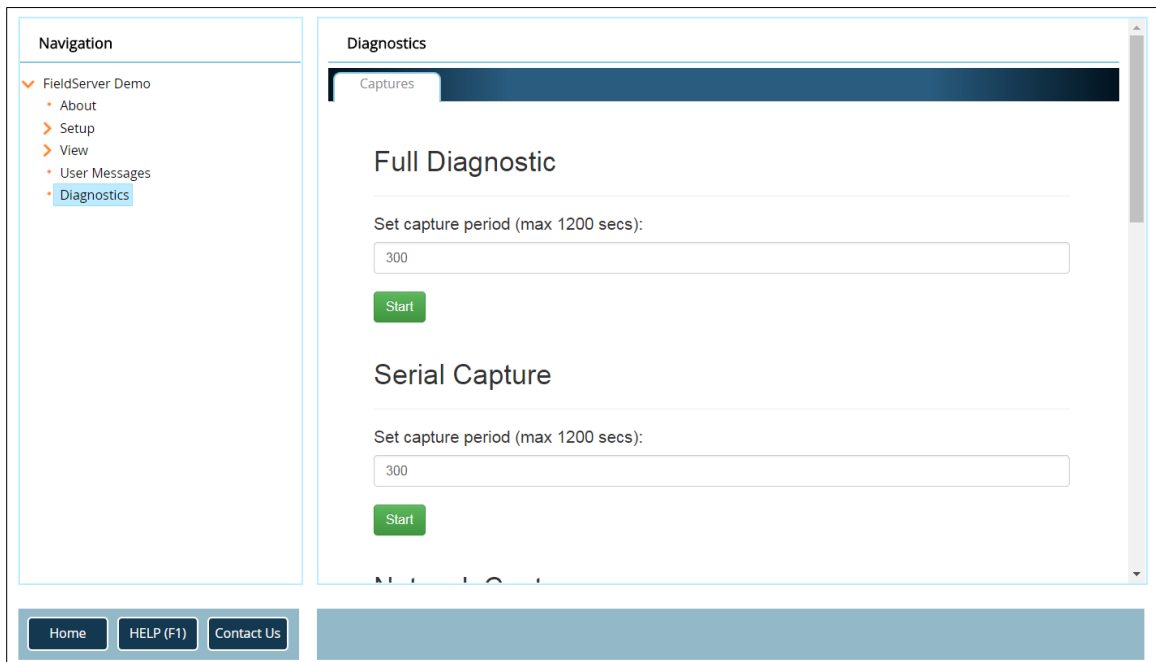 Navigation
FieldServer Demo
About
Setup
View
User Messages
Diagnostics
Diagnostics
Captures
Full Diagnostic
Set capture period (max 1200 secs):
300
Start
Serial Capture
Set capture period (max 1200 secs):
300
Start
Home
HELP (F1)
Contact Us